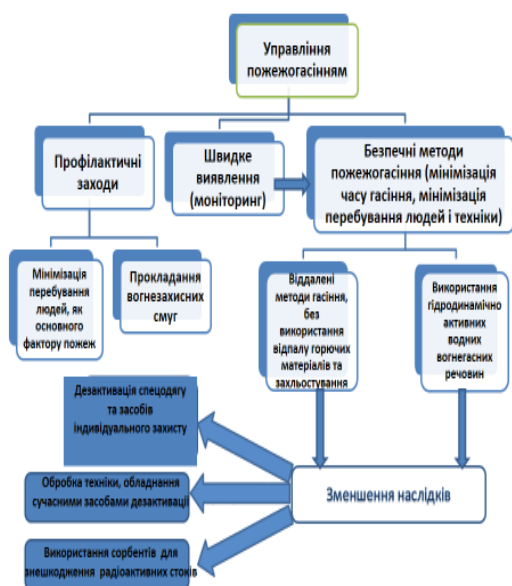 Управління
пожежогасінням
Профілактичні
заходи
Швидке
виявлення
(моніторинг)
Безпечні методи
пожежогасіння (мінімізація
часу гасіння, мінімізація
перебування людей і техніки)
Мінімізація
перебування
людей, як
основного
фактору пожеж
Прокладання
вогнезахисних
смуг
Віддалені
методи гасіння,
без
використання
відпалу горючих
матеріалів та
захльостування
Використання
гідродинамічно
активних
водних
вогнегасних
речовин
Дезактивація спецодягу
та засобів
індивідуального захисту
Обробка техніки, обладнання
сучасними засобами дезактивації
Використання сорбентів для
знешкодження радіоактивних стоків
Зменшення наслідків